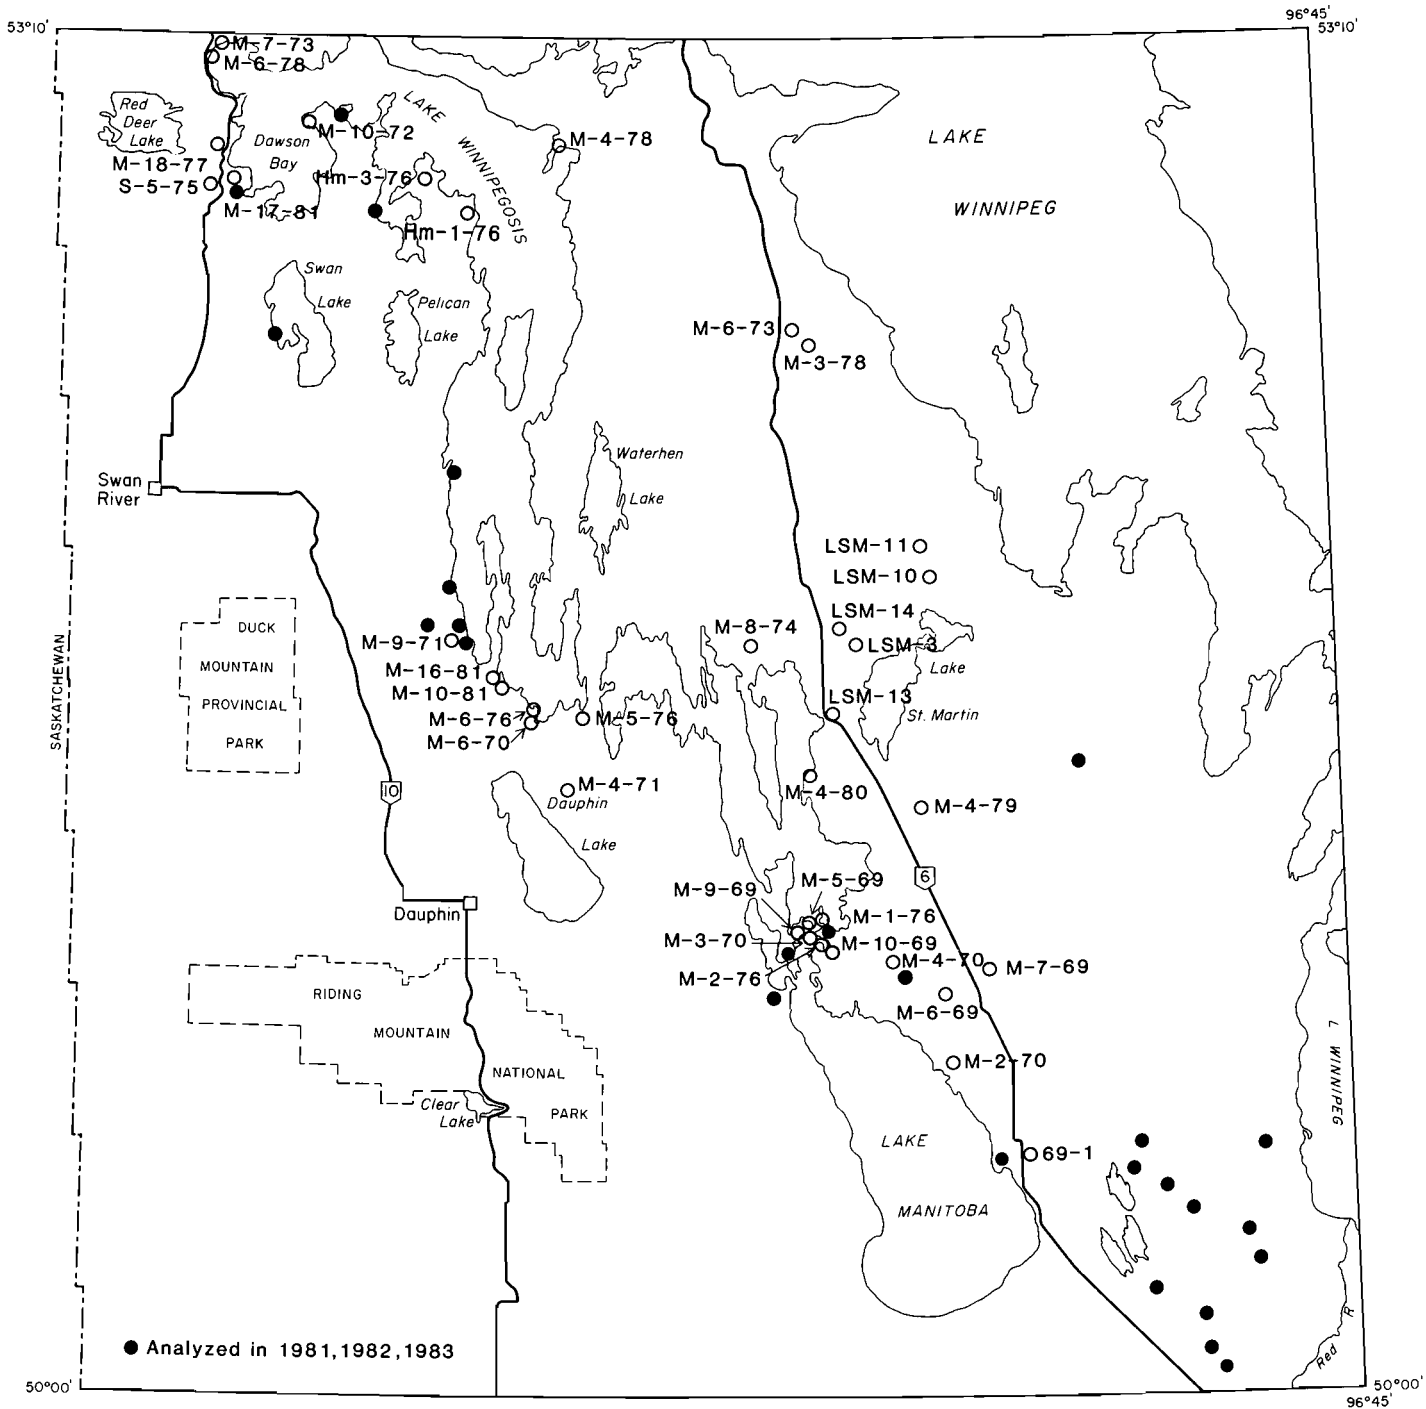 96°45'
53°10'
53°10'
M-7-73
M-6-78
Red
Deer
Lake
M-10-72
Dawson
Bay
LAKE
WINNIPEGOSIS
M-4-78
M-18-77
S-5-75
M-17-81
Hm-3-76
Hm-1-76
LAKE
WINNIPEG
Swan
Lake
Pelican
Lake
M-6-73
M-3-78
Waterhen
Lake
Swan
River
LSM-11
LSM-10
LSM-14
LSM-3
M-8-74
Lake
St. Martin
LSM-13
SASKATCHEWAN
DUCK
MOUNTAIN
PROVINCIAL
PARK
M-9-71
M-16-81
M-10-81
M-6-76
M-6-70
M-5-76
M-4-71
Dauphin
Lake
10
M-4-80
M-4-79
6
Dauphin
M-9-69
M-5-69
M-1-76
M-3-70
M-10-69
M-2-76
M-4-70
M-7-69
M-6-69
M-2-70
RIDING
MOUNTAIN
NATIONAL
PARK
Clear
Lake
L WINNIPEG
69-1
LAKE
MANITOBA
Red R
Analyzed in 1981,1982,1983
50°00'
50°00'
96°45'